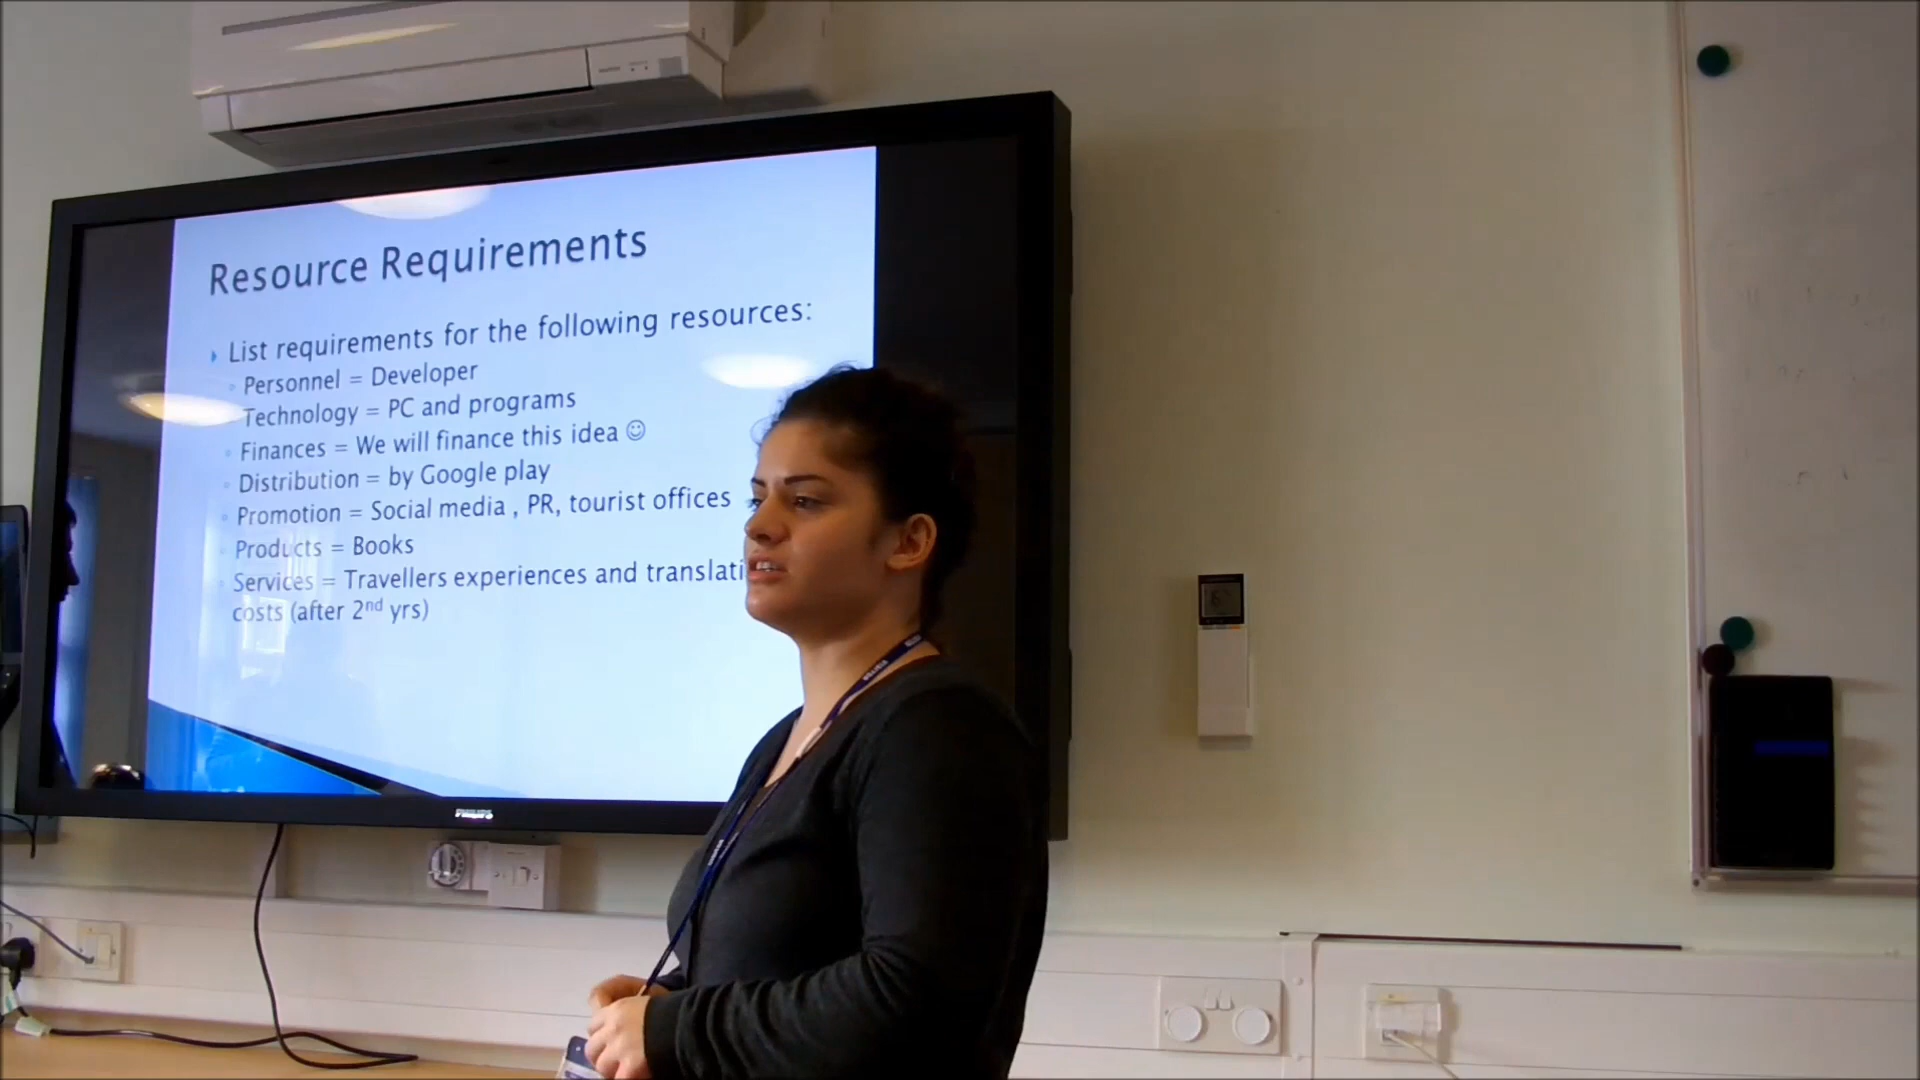 Resource Requirements
List requirements for the following resources:
Personnel = Developer
Technology = PC and programs
Finances = We will finance this idea ☺
Distribution = by Google play
Promotion = Social media , PR, tourist offices
Products = Books
Services = Travellers experiences and translati
costs (after 2nd yrs)